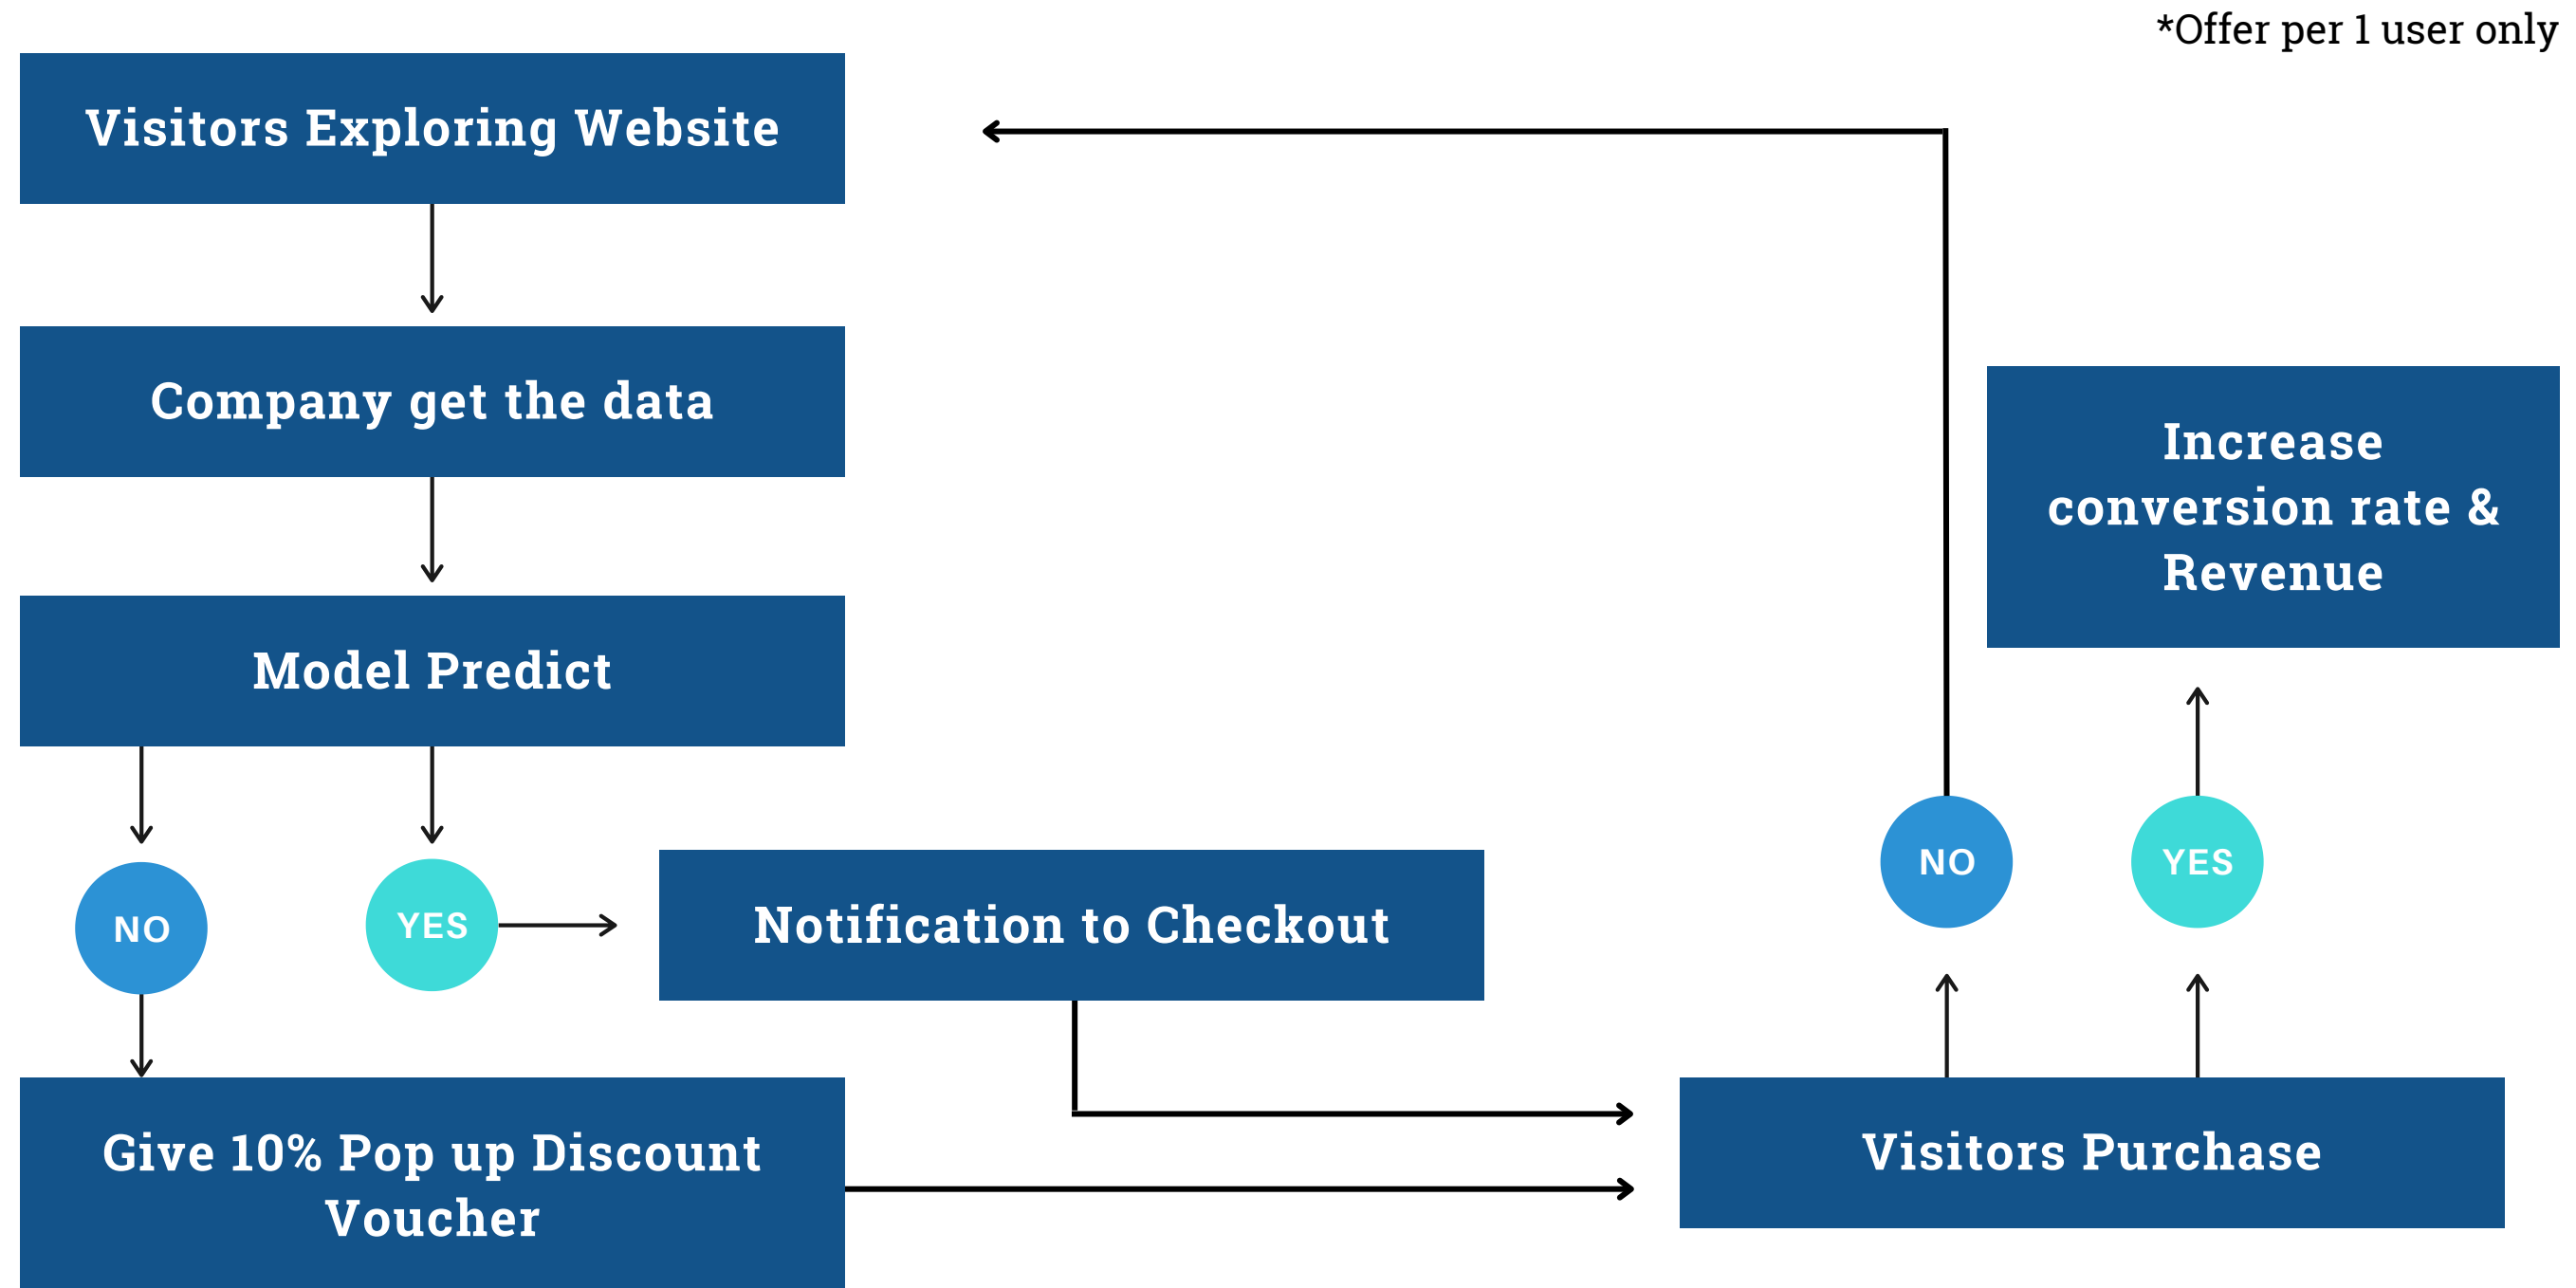 *Offer per 1 user only
Visitors Exploring Website
Company get the data
Increase
conversion rate &
Revenue
Model Predict
NO
YES
Notification to Checkout
NO
YES
Give 10% Pop up Discount
Voucher
Visitors Purchase